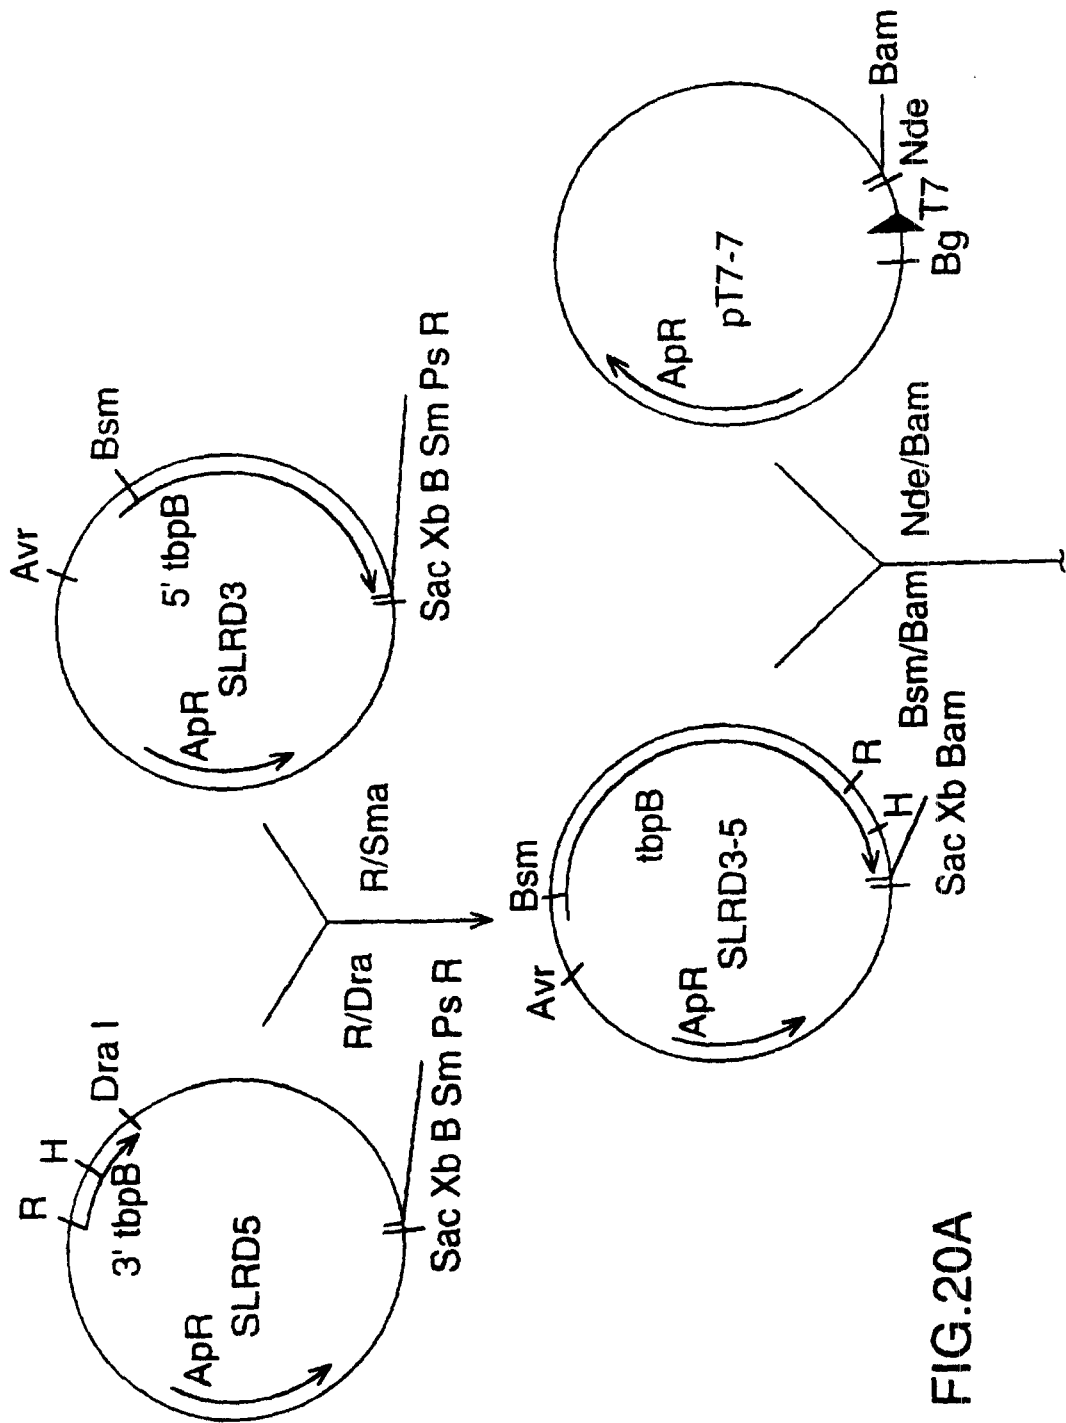 R
H
Dra I
3' tbpB
ApR
SLRD5
Sac Xb B Sm Ps R
R/Dra
R/Sma
Avr
Bsm
5' tbpB
ApR
SLRD3
Sac Xb B Sm Ps R
Avr
Bsm
tbpB
ApR
SLRD3-5
R
H
Sac Xb Bam
Bsm/Bam
Nde/Bam
ApR
pT7-7
Bg
T7
Nde
Bam
FIG.20A